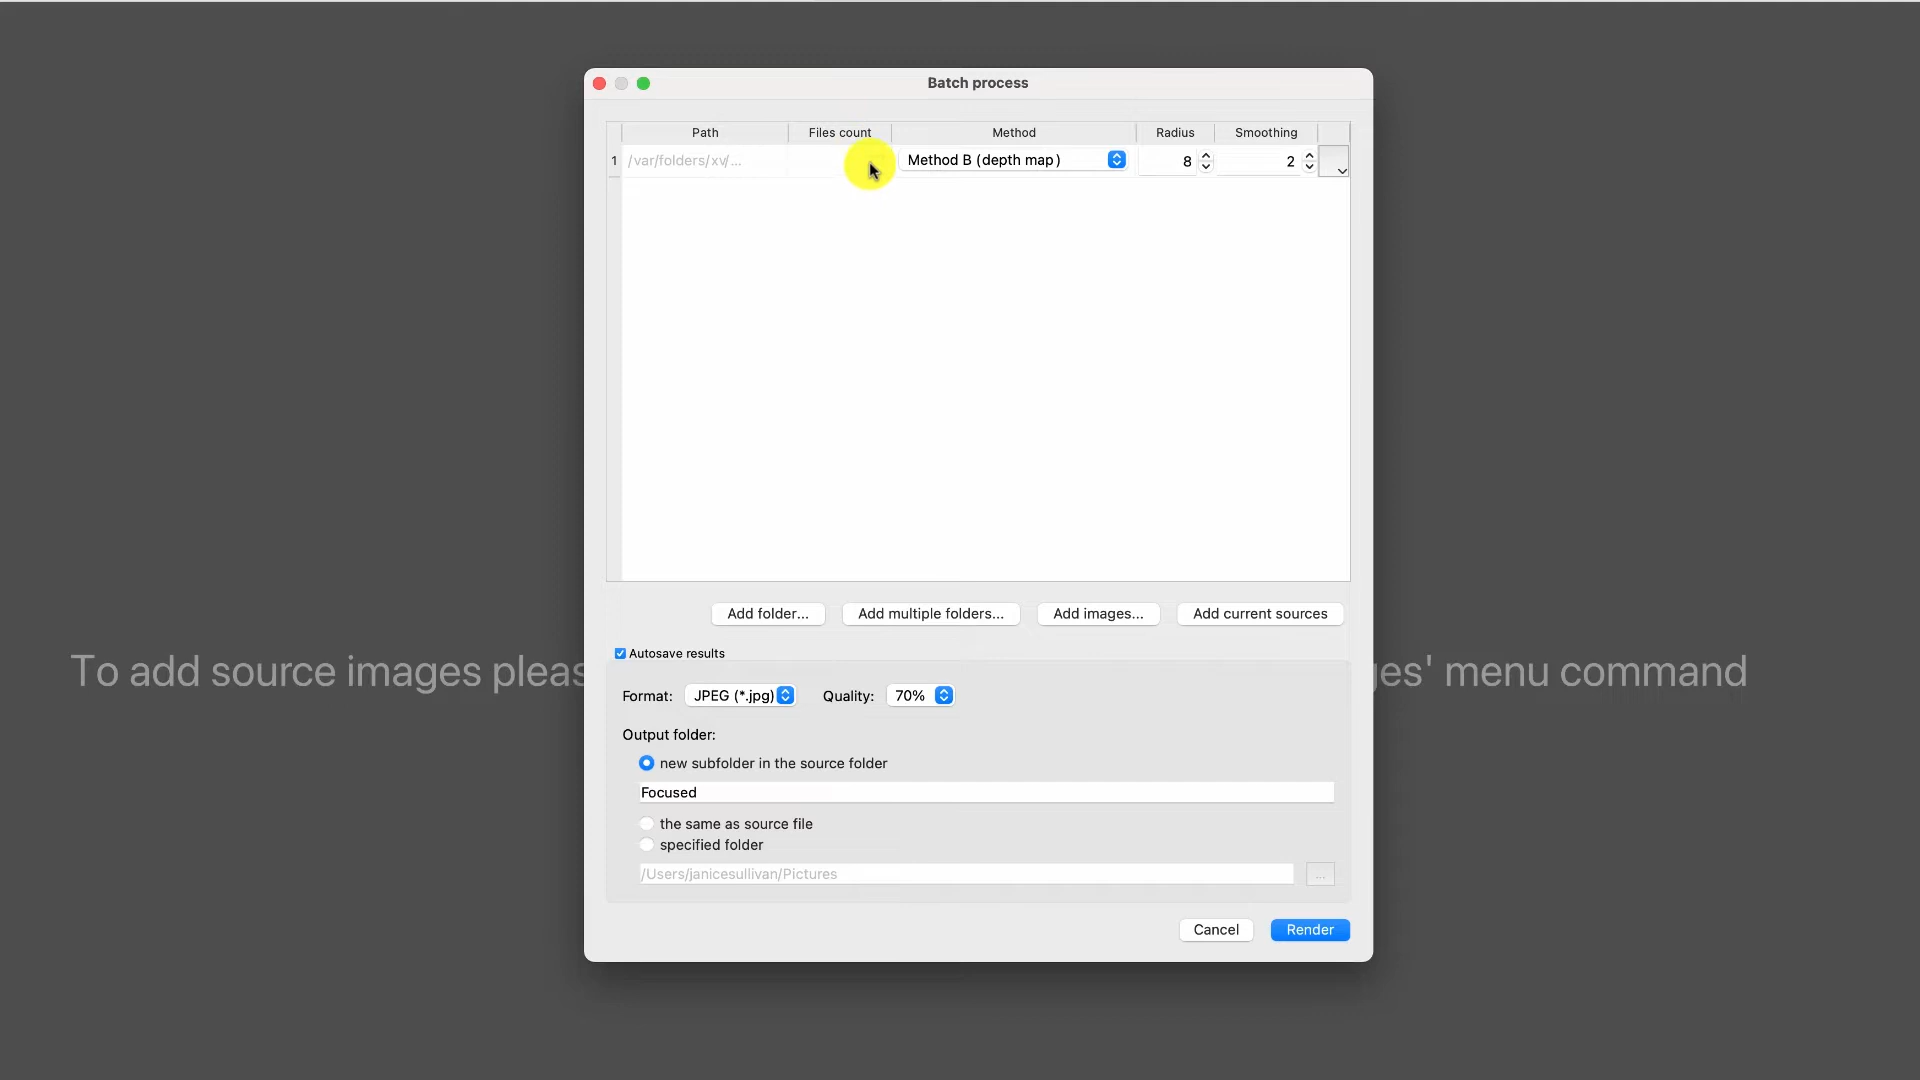 Batch process
Path Files count Method Radius Smoothing
1 /var/folders/xv/... Method B (depth map) 8 2
Add folder... Add multiple folders... Add images... Add current sources
To add source images pleas es' menu command
Autosave results
Format: JPEG (*.jpg) Quality: 70%
Output folder:
new subfolder in the source folder
Focused
the same as source file
specified folder
/Users/janicesullivan/Pictures ...
Cancel Render